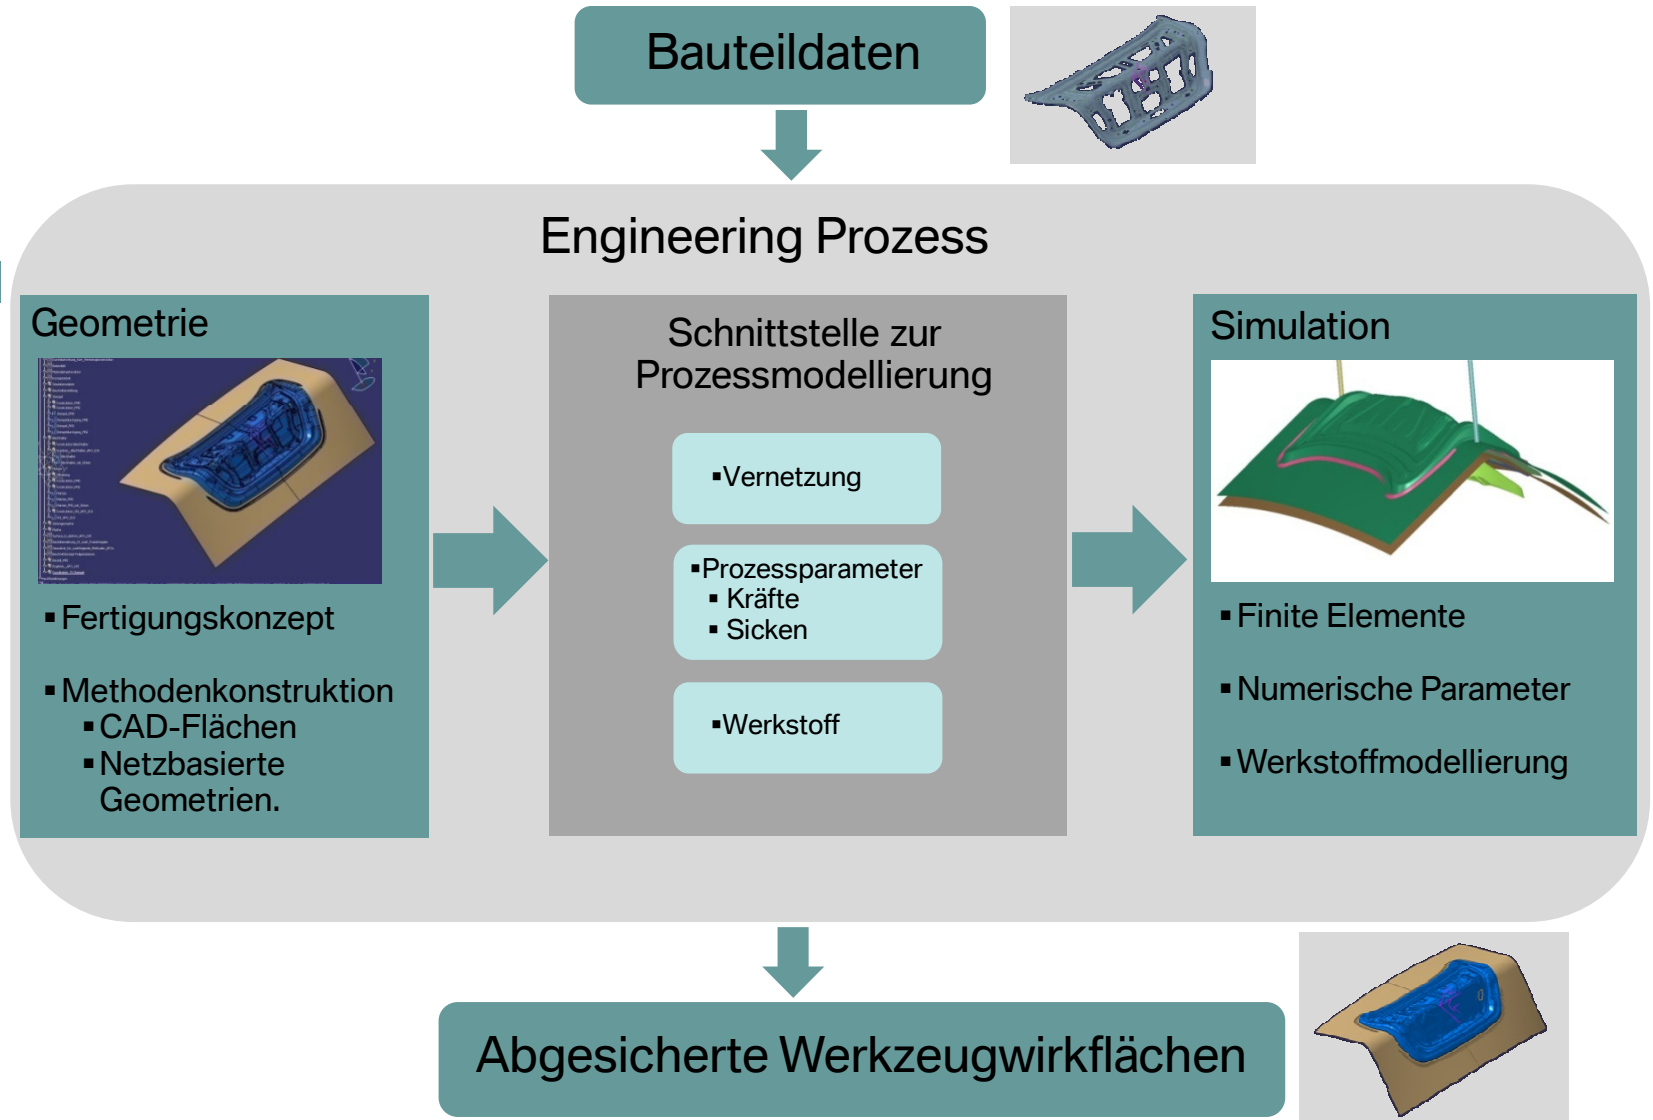 Bauteildaten
Engineering Prozess
Geometrie
▪Fertigungskonzept
▪Methodenkonstruktion
▪CAD-Flächen
▪Netzbasierte
Geometrien.
Schnittstelle zur
Prozessmodellierung
▪Vernetzung
▪Prozessparameter
▪ Kräfte
▪ Sicken
▪Werkstoff
Simulation
▪Finite Elemente
▪Numerische Parameter
▪Werkstoffmodellierung
Abgesicherte Werkzeugwirkflächen